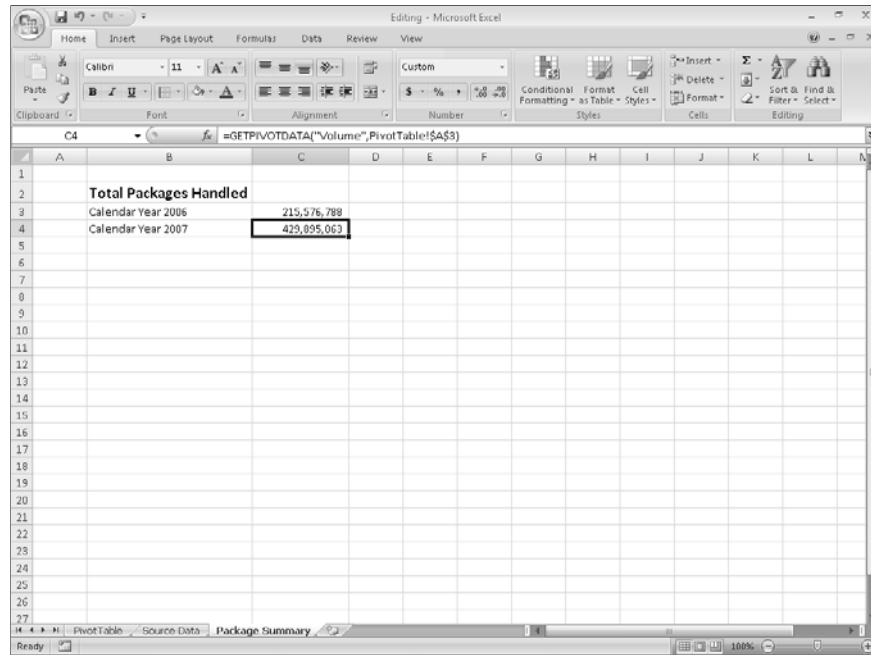 Editing - Microsoft Excel
Home Insert Page Layout Formulas Data Review View
Paste
Calibri 11 A A
B I U A
Custom
$ % , .00 .0
Conditional Formatting
Format as Table
Cell Styles
Insert
Delete
Format
Σ
Sort & Filter
Find & Select
Clipboard Font Alignment Number Styles Cells Editing
C4 fx =GETPIVOTDATA("Volume",PivotTable!$A$3)
A B C D E F G H I J K L
1
2 Total Packages Handled
3 Calendar Year 2006 215,576,788
4 Calendar Year 2007 429,895,063
5
6
7
8
9
10
11
12
13
14
15
16
17
18
19
20
21
22
23
24
25
26
27
PivotTable Source Data Package Summary
Ready 100%